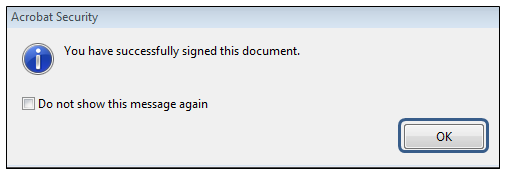 Acrobat Security
You have successfully signed this document.
Do not show this message again
OK